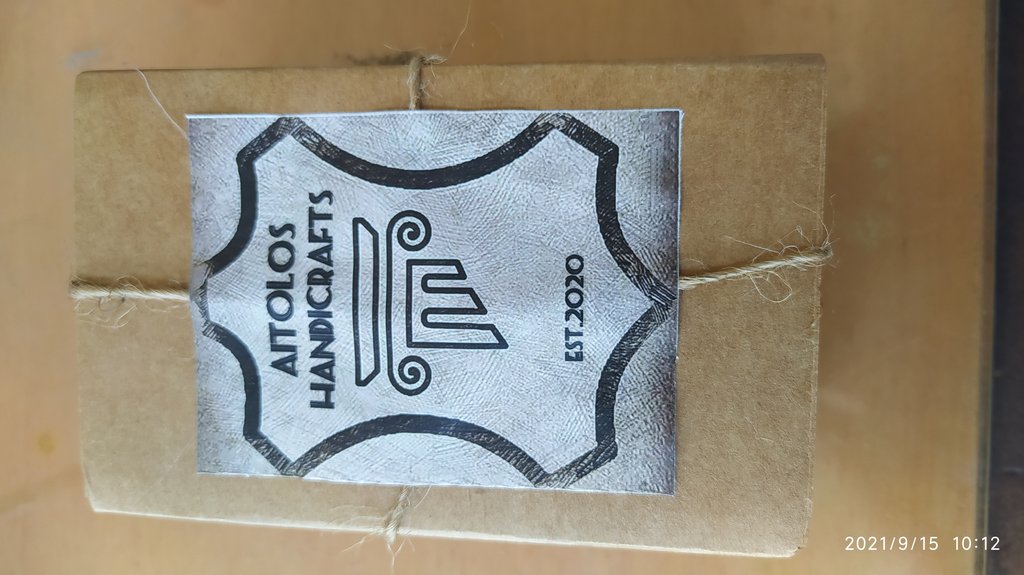 AITOLOS
HANDICRAFTS
EST.2020
2021/9/15 10:12